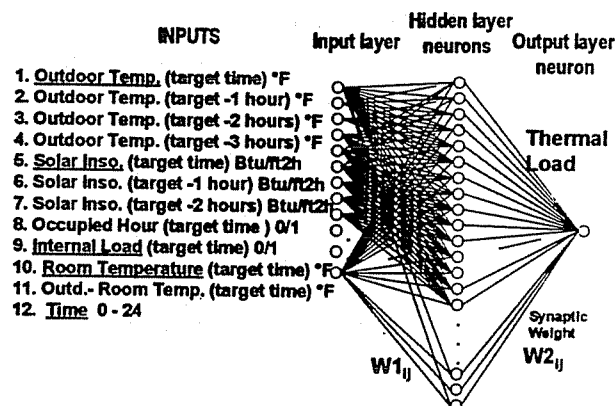 INPUTS
Input layer
Hidden layer
neurons
Output layer
neuron
1. Outdoor Temp. (target time) °F
2. Outdoor Temp. (target -1 hour) °F
3. Outdoor Temp. (target -2 hours) °F
4. Outdoor Temp. (target -3 hours) °F
5. Solar Inso. (target time) Btu/ft2h
6. Solar Inso. (target -1 hour) Btu/ft2h
7. Solar Inso. (target -2 hours) Btu/ft2h
8. Occupied Hour (target time ) 0/1
9. Internal Load (target time) 0/1
10. Room Temperature (target time) °F
11. Outd.- Room Temp. (target time) °F
12. Time 0 - 24
Thermal
Load
Synaptic
Weight
W1ij
W2ij